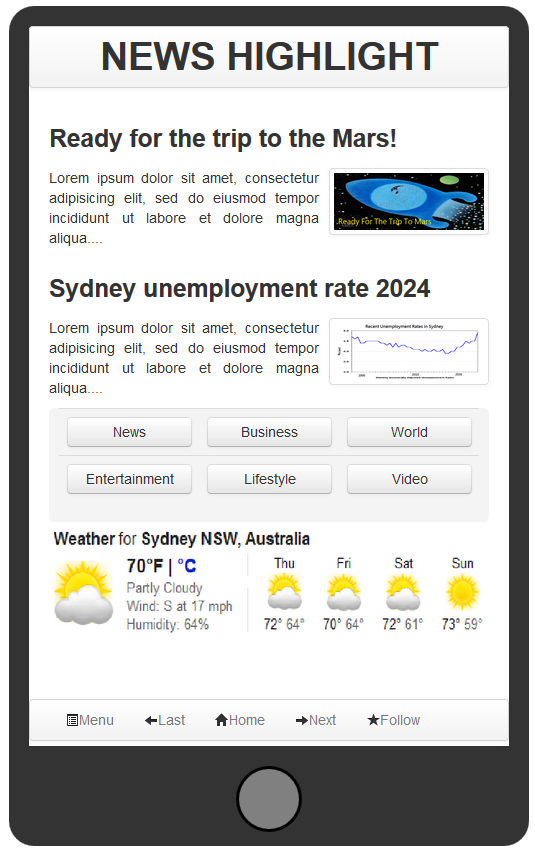 NEWS HIGHLIGHT
Ready for the trip to the Mars!
Lorem ipsum dolor sit amet, consectetur
adipisicing elit, sed do eiusmod tempor
incididunt ut labore et dolore magna
aliqua....
Ready For The Trip To Mars
Sydney unemployment rate 2024
Lorem ipsum dolor sit amet, consectetur
adipisicing elit, sed do eiusmod tempor
incididunt ut labore et dolore magna
aliqua....
Recent Unemployment Rates in Sydney
News Business World
Entertainment Lifestyle Video
Weather for Sydney NSW, Australia
70°F | °C
Partly Cloudy
Wind: S at 17 mph
Humidity: 64%
Thu Fri Sat Sun
72° 64° 70° 64° 72° 61° 73° 59°
Menu Last Home Next Follow